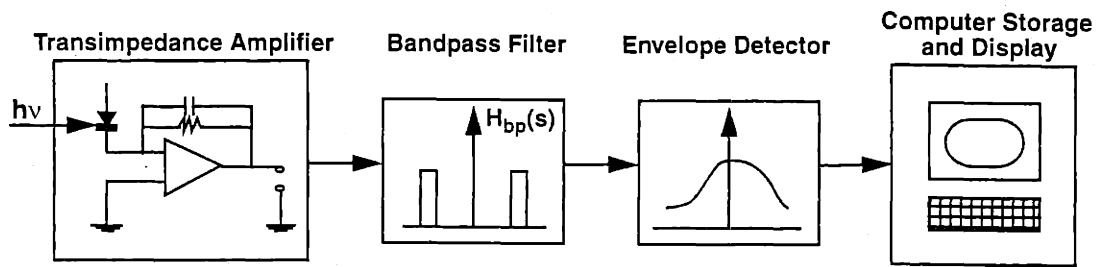 Transimpedance Amplifier
Bandpass Filter
Envelope Detector
Computer Storage
and Display
hν
H_bp(s)